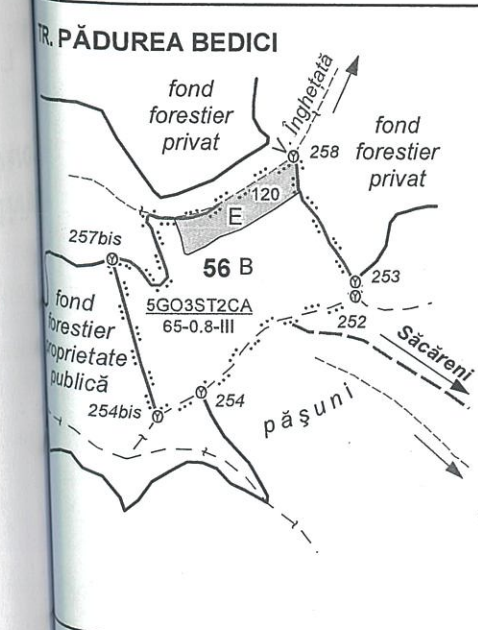 TR. PĂDUREA BEDICI
fond
forestier
privat
V. Înghețată
258
fond
forestier
privat
120
E
257bis
56 B
253
5GO3ST2CA
65-0.8-III
252
fond
forestier
proprietate
publică
Săcăreni
254bis
254
pășuni